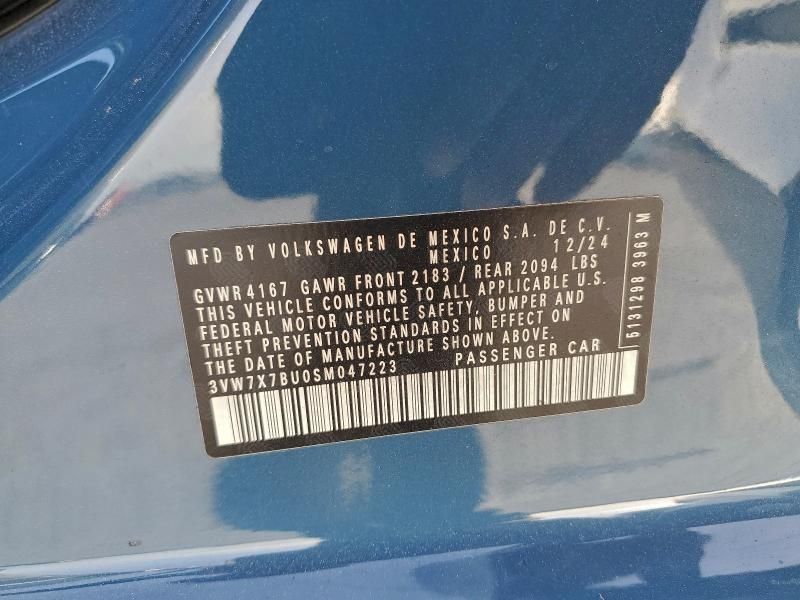 MFD BY VOLKSWAGEN DE MEXICO S.A. DE C.V.
MEXICO 12/24
GVWR 4167 GAWR FRONT 2183 / REAR 2094 LBS
THIS VEHICLE CONFORMS TO ALL APPLICABLE U.S.
FEDERAL MOTOR VEHICLE SAFETY, BUMPER AND
THEFT PREVENTION STANDARDS IN EFFECT ON
THE DATE OF MANUFACTURE SHOWN ABOVE.
3VW7X7BU0SM047223 PASSENGER CAR
5131298 3963 M